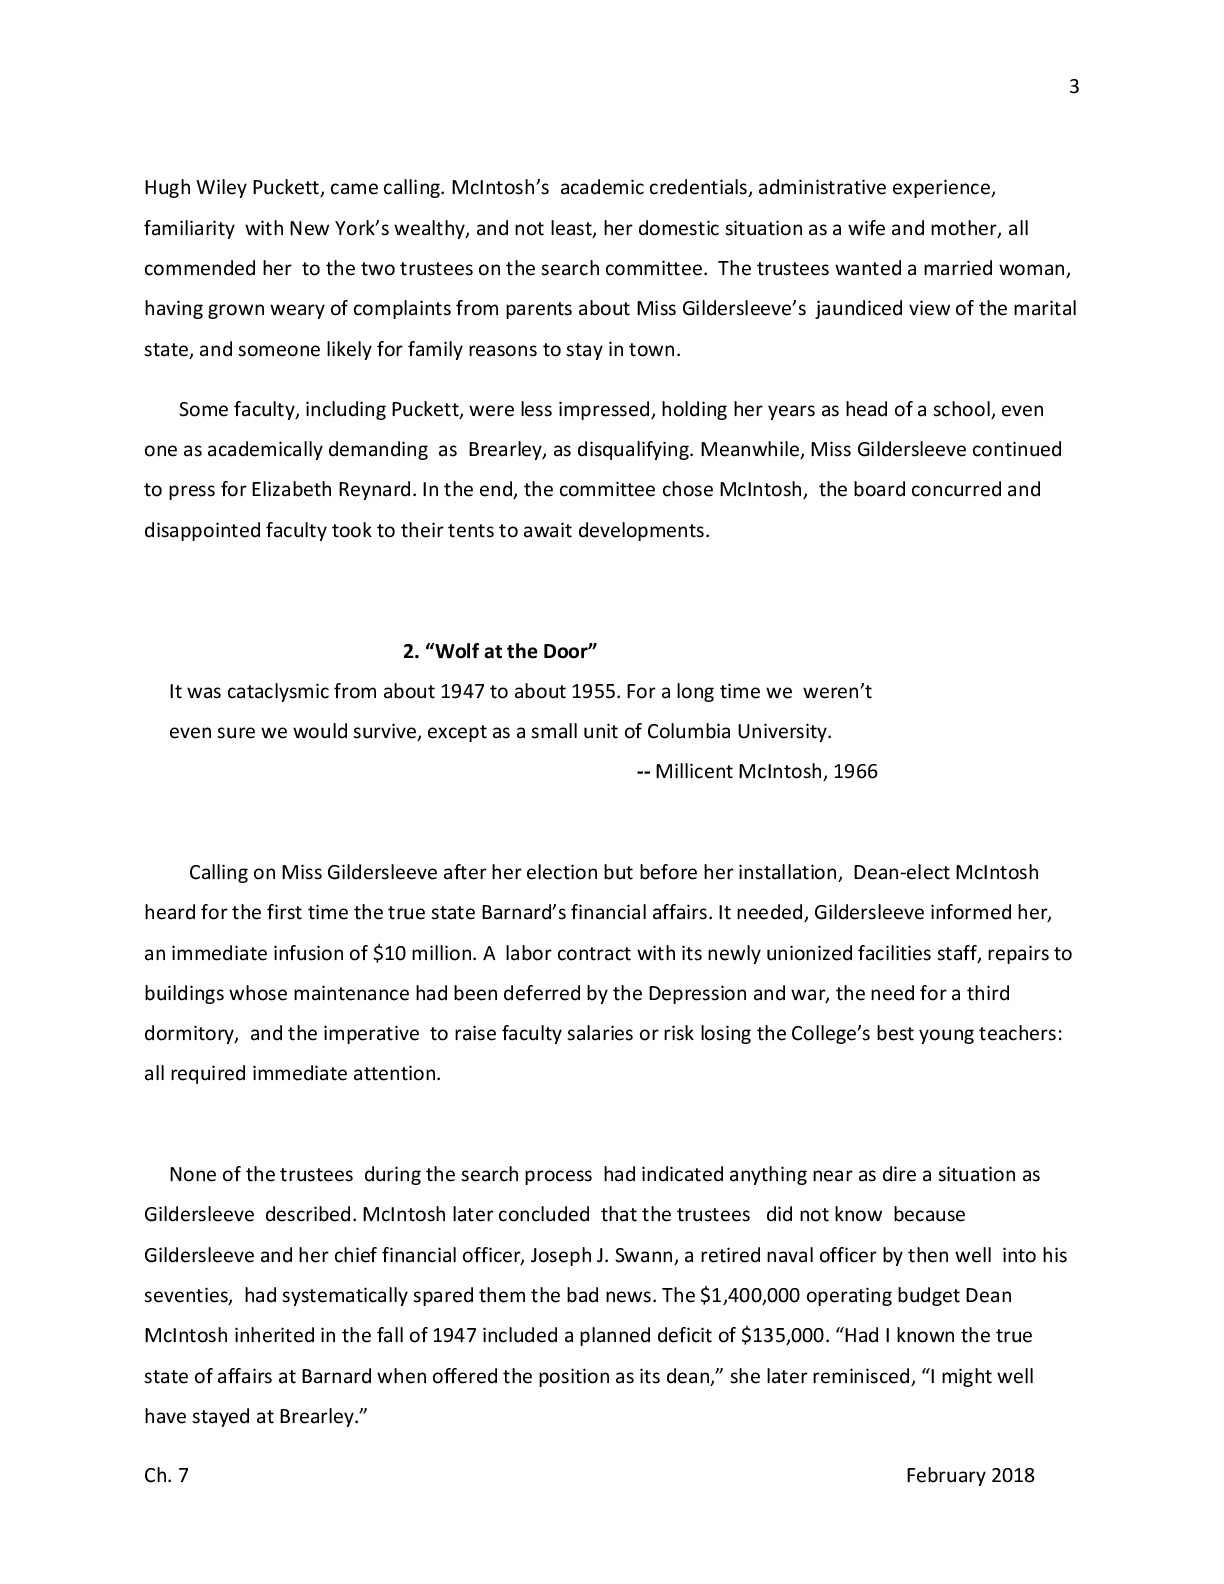 3
Hugh Wiley Puckett, came calling. McIntosh’s  academic credentials, administrative experience,
familiarity  with New York’s wealthy, and not least, her domestic situation as a wife and mother, all
commended her  to the two trustees on the search committee.  The trustees wanted a married woman,
having grown weary of complaints from parents about Miss Gildersleeve’s  jaundiced view of the marital
state, and someone likely for family reasons to stay in town.
Some faculty, including Puckett, were less impressed, holding her years as head of a school, even
one as academically demanding  as  Brearley, as disqualifying. Meanwhile, Miss Gildersleeve continued
to press for Elizabeth Reynard. In the end, the committee chose McIntosh,  the board concurred and
disappointed faculty took to their tents to await developments.
2. “Wolf at the Door”
It was cataclysmic from about 1947 to about 1955. For a long time we  weren’t
even sure we would survive, except as a small unit of Columbia University.
-- Millicent McIntosh, 1966
Calling on Miss Gildersleeve after her election but before her installation,  Dean-elect McIntosh
heard for the first time the true state Barnard’s financial affairs. It needed, Gildersleeve informed her,
an immediate infusion of $10 million. A  labor contract with its newly unionized facilities staff, repairs to
buildings whose maintenance had been deferred by the Depression and war, the need for a third
dormitory,  and the imperative  to raise faculty salaries or risk losing the College’s best young teachers:
all required immediate attention.
None of the trustees  during the search process  had indicated anything near as dire a situation as
Gildersleeve  described. McIntosh later concluded  that the trustees   did not know  because
Gildersleeve and her chief financial officer, Joseph J. Swann, a retired naval officer by then well  into his
seventies,  had systematically spared them the bad news. The $1,400,000 operating budget Dean
McIntosh inherited in the fall of 1947 included a planned deficit of $135,000. “Had I known the true
state of affairs at Barnard when offered the position as its dean,” she later reminisced, “I might well
have stayed at Brearley.”
Ch. 7 February 2018